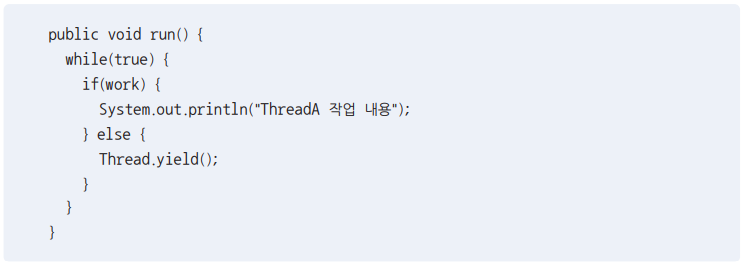 public void run() {
while(true) {
if(work) {
System.out.println("ThreadA 작업 내용");
} else {
Thread.yield();
}
}
}